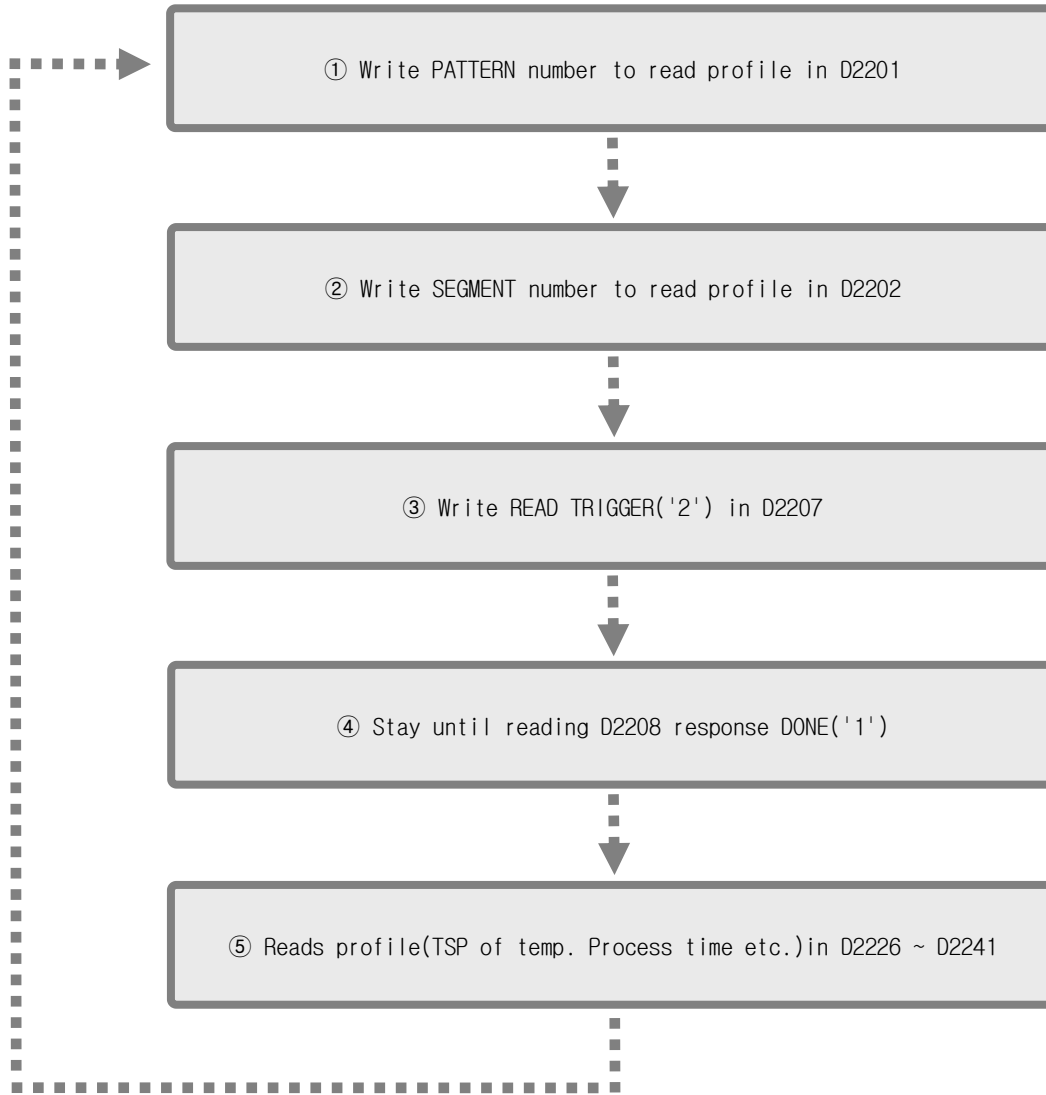 ① Write PATTERN number to read profile in D2201
② Write SEGMENT number to read profile in D2202
③ Write READ TRIGGER('2') in D2207
④ Stay until reading D2208 response DONE('1')
⑤ Reads profile(TSP of temp. Process time etc.)in D2226 ~ D2241